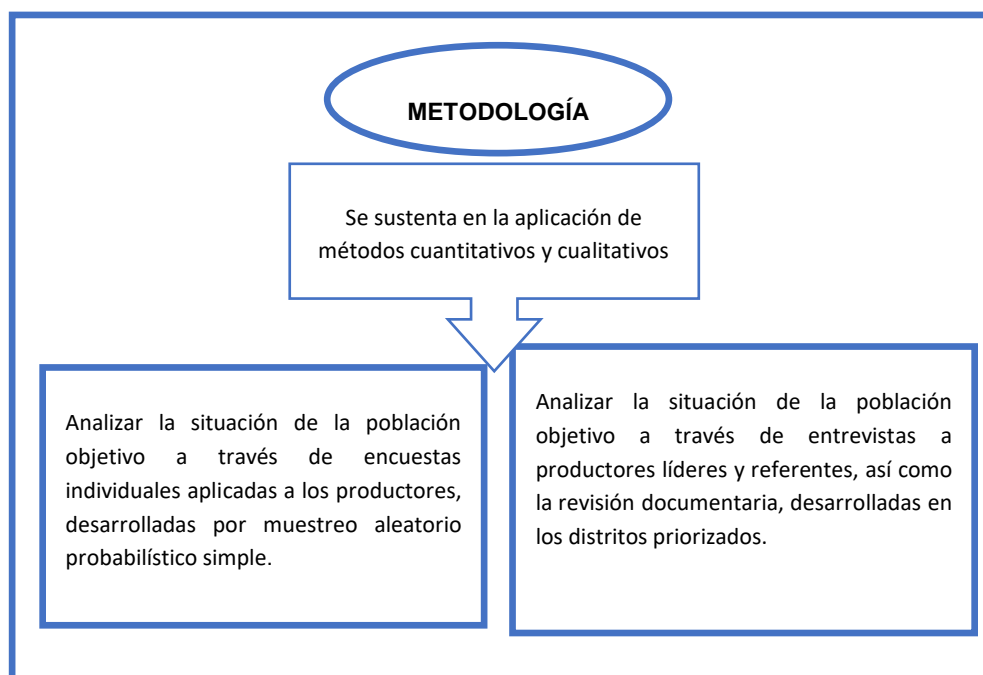 METODOLOGÍA
Se sustenta en la aplicación de
métodos cuantitativos y cualitativos
Analizar la situación de la población
objetivo a través de encuestas
individuales aplicadas a los productores,
desarrolladas por muestreo aleatorio
probabilístico simple.
Analizar la situación de la población
objetivo a través de entrevistas a
productores líderes y referentes, así como
la revisión documentaria, desarrolladas en
los distritos priorizados.